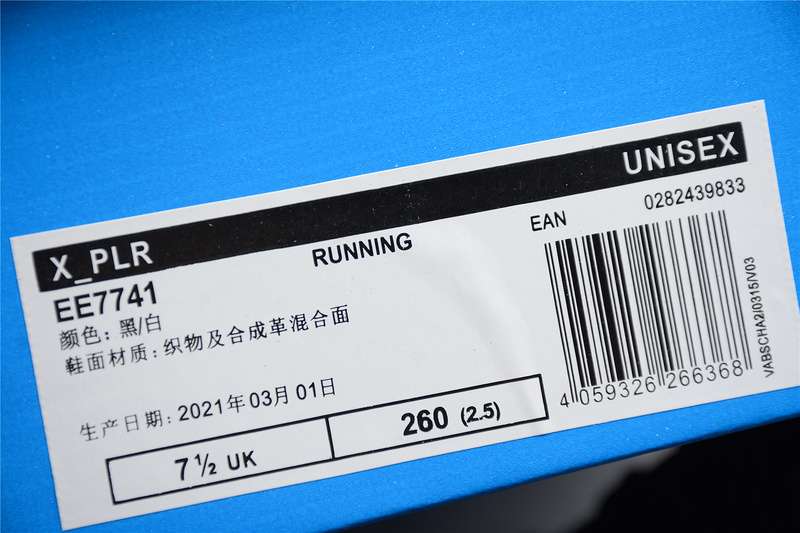 X_PLR UNISEX
EE7741 RUNNING EAN 0282439833
颜色: 黑/白
鞋面材质: 织物及合成革混合面
生产日期: 2021年03月01日
7 ½ UK 260 (2.5)
4 059326 266368
VABSCHA2/0315/V03